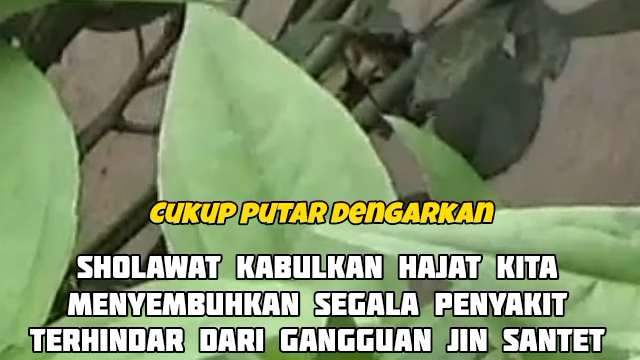 CUKUP PUTAR DENGARKAN
SHOLAWAT KABULKAN HAJAT KITA
MENYEMBUHKAN SEGALA PENYAKIT
TERHINDAR DARI GANGGUAN JIN SANTET